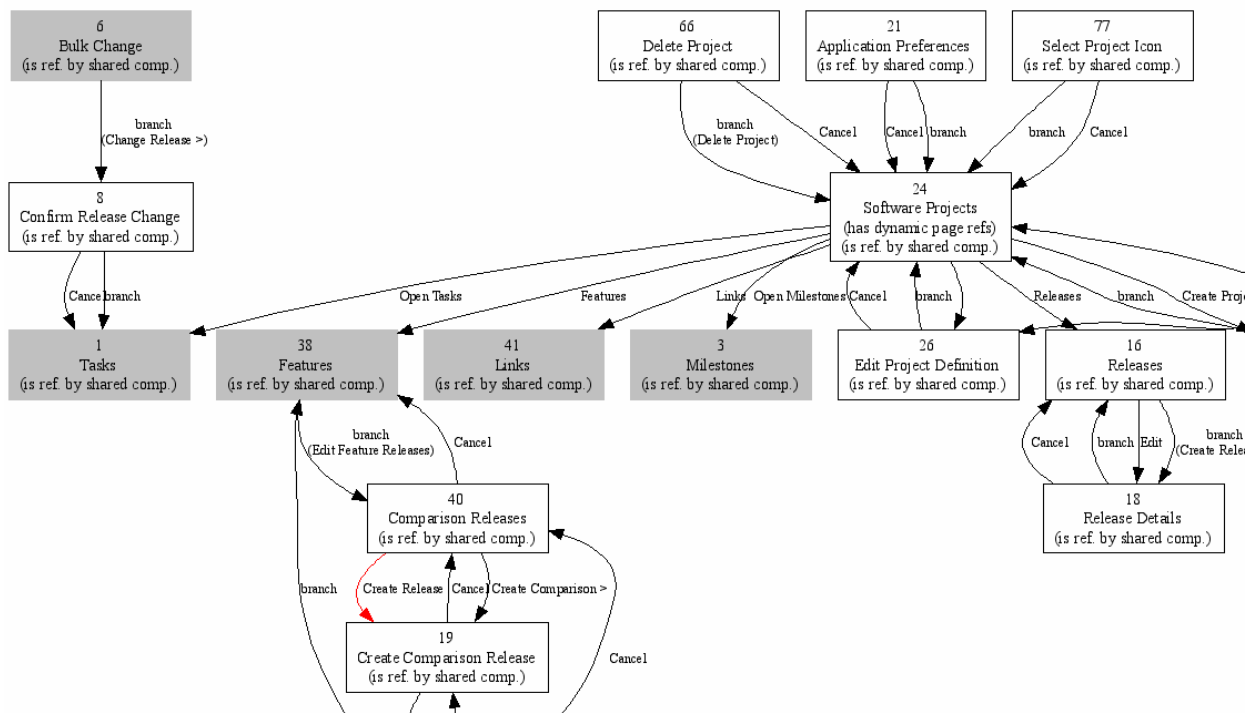 6
Bulk Change
(is ref. by shared comp.)
66
Delete Project
(is ref. by shared comp.)
21
Application Preferences
(is ref. by shared comp.)
77
Select Project Icon
(is ref. by shared comp.)
branch
(Change Release >)
branch
(Delete Project)
Cancel
Cancel
branch
branch
Cancel
8
Confirm Release Change
(is ref. by shared comp.)
24
Software Projects
(has dynamic page refs)
(is ref. by shared comp.)
Cancel
branch
Open Tasks
Features
Links
Open Milestones
Cancel
branch
Releases
branch
Create Proj
1
Tasks
(is ref. by shared comp.)
38
Features
(is ref. by shared comp.)
41
Links
(is ref. by shared comp.)
3
Milestones
(is ref. by shared comp.)
26
Edit Project Definition
(is ref. by shared comp.)
16
Releases
(is ref. by shared comp.)
branch
(Edit Feature Releases)
Cancel
Cancel
branch
Edit
branch
(Create Relea
40
Comparison Releases
(is ref. by shared comp.)
18
Release Details
(is ref. by shared comp.)
branch
Create Release
Cancel
Create Comparison >
19
Create Comparison Release
(is ref. by shared comp.)
Cancel